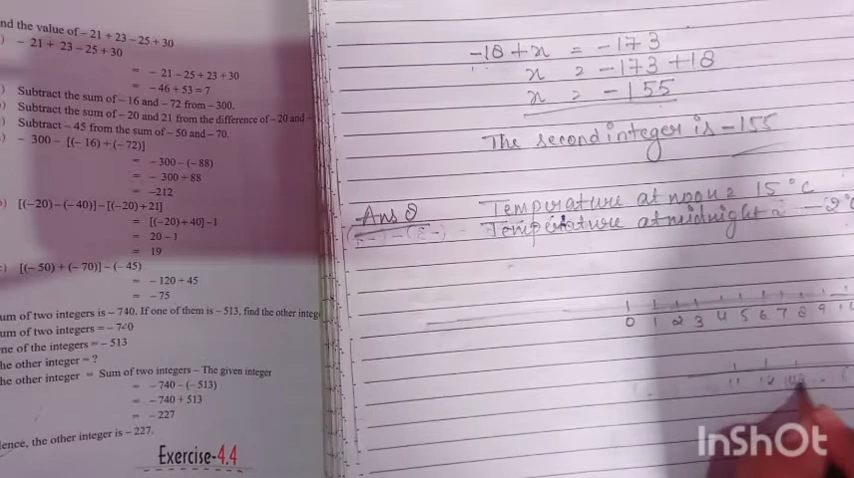 nd the value of – 21 + 23 – 25 + 30
) – 21 + 23 – 25 + 30
= – 21 – 25 + 23 + 30
= – 46 + 53 = 7
) Subtract the sum of – 16 and – 72 from – 300.
) Subtract the sum of – 20 and 21 from the difference of – 20 and –
) Subtract – 45 from the sum of – 50 and – 70.
) – 300 – [(– 16) + (– 72)]
= – 300 – (– 88)
= – 300 + 88
= –212
) [(–20) – (– 40)] – [(–20) + 21]
= [(–20) + 40] – 1
= 20 – 1
= 19
) [(– 50) + (– 70)] – (– 45)
= – 120 + 45
= – 75
um of two integers is – 740. If one of them is – 513, find the other integ
um of two integers = – 740
ne of the integers = – 513
he other integer = ?
he other integer = Sum of two integers – The given integer
= – 740 – (– 513)
= – 740 + 513
= – 227
lence, the other integer is – 227.
Exercise-4.4
-18 + x = -173
x = -173 + 18
x = -155
The second integer is -155
Ans 8 Temperature at noon = 15°C
Temperature at midnight = -2°
0 1 2 3 4 5 6 7 8 9
11 12
InShOt